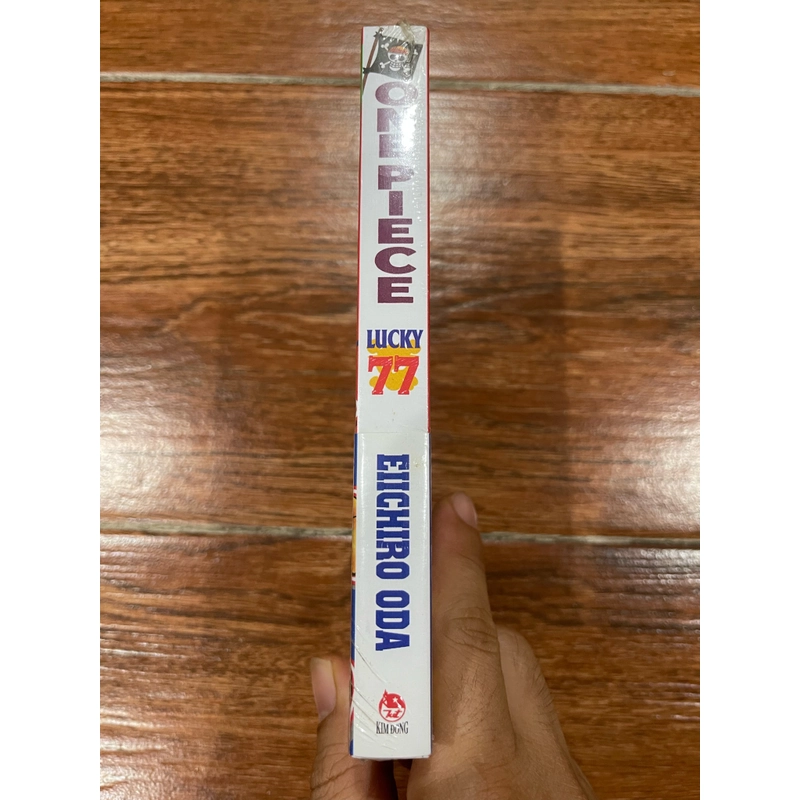 ONE PIECE
LUCKY
77
EIICHIRO ODA
KIM ĐỒNG